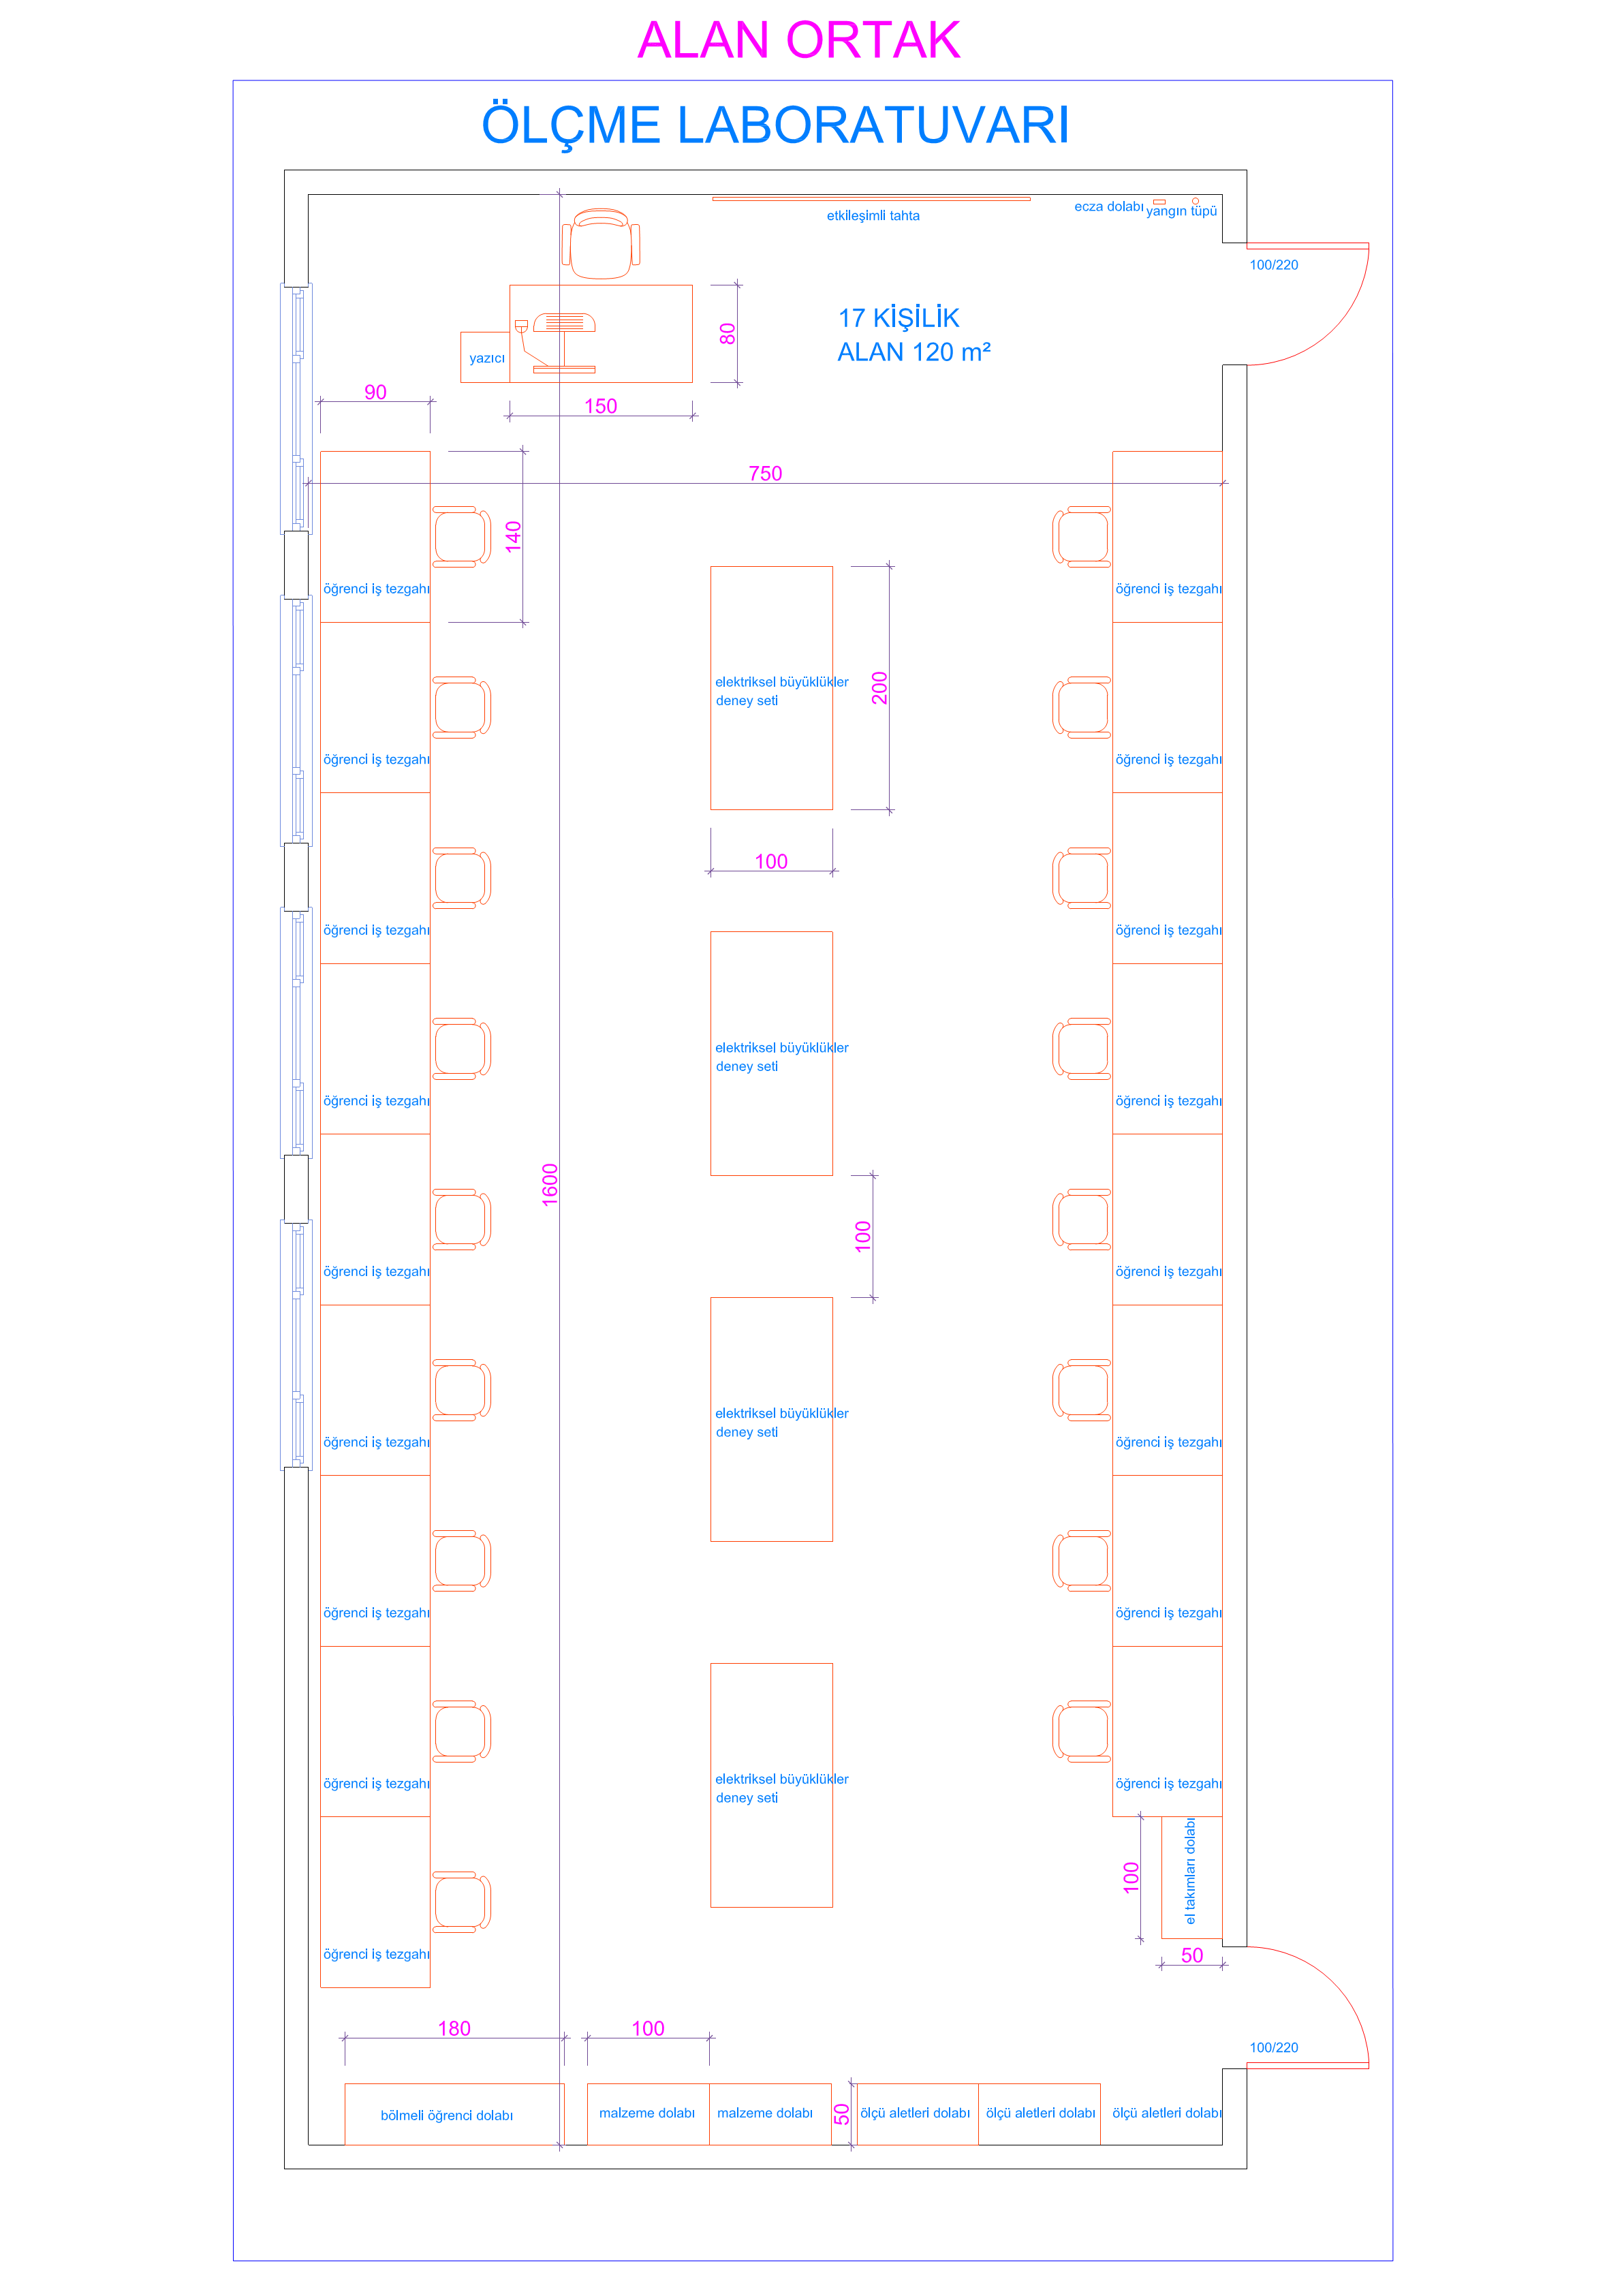 ALAN ORTAK
ÖLÇME LABORATUVARI
etkileşimli tahta
ecza dolabı
yangın tüpü
100/220
17 KİŞİLİK
ALAN 120 m²
80
yazıcı
90
150
750
140
öğrenci iş tezgahı
öğrenci iş tezgahı
elektriksel büyüklükler
deney seti
200
öğrenci iş tezgahı
öğrenci iş tezgahı
100
öğrenci iş tezgahı
öğrenci iş tezgahı
elektriksel büyüklükler
deney seti
öğrenci iş tezgahı
öğrenci iş tezgahı
1600
100
öğrenci iş tezgahı
öğrenci iş tezgahı
elektriksel büyüklükler
deney seti
öğrenci iş tezgahı
öğrenci iş tezgahı
öğrenci iş tezgahı
öğrenci iş tezgahı
elektriksel büyüklükler
deney seti
öğrenci iş tezgahı
öğrenci iş tezgahı
100
el takımları dolabı
öğrenci iş tezgahı
50
180
100
100/220
bölmeli öğrenci dolabı
malzeme dolabı
malzeme dolabı
50
ölçü aletleri dolabı
ölçü aletleri dolabı
ölçü aletleri dolabı